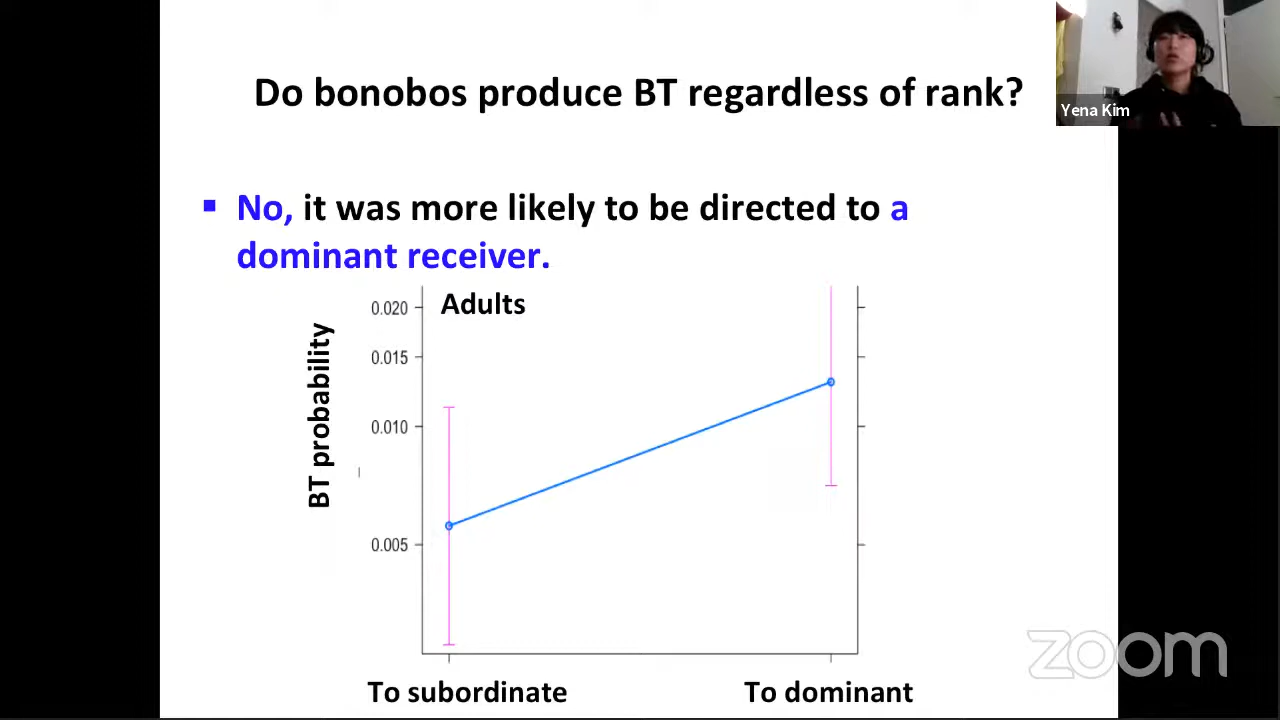 Do bonobos produce BT regardless of rank?
Yena Kim
▪ No, it was more likely to be directed to a
dominant receiver.
Adults
BT probability
0.020
0.015
0.010
0.005
To subordinate
To dominant
zoom